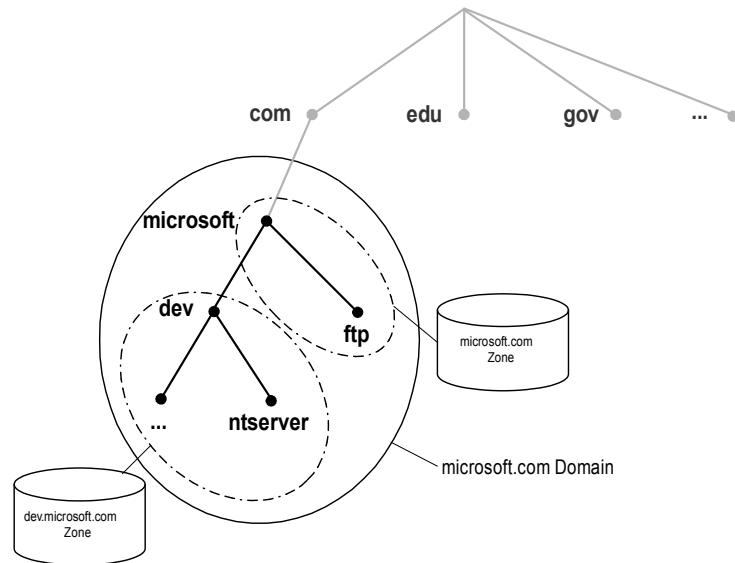 com
edu
gov
...
microsoft
dev
ftp
microsoft.com
Zone
...
ntserver
microsoft.com Domain
dev.microsoft.com
Zone